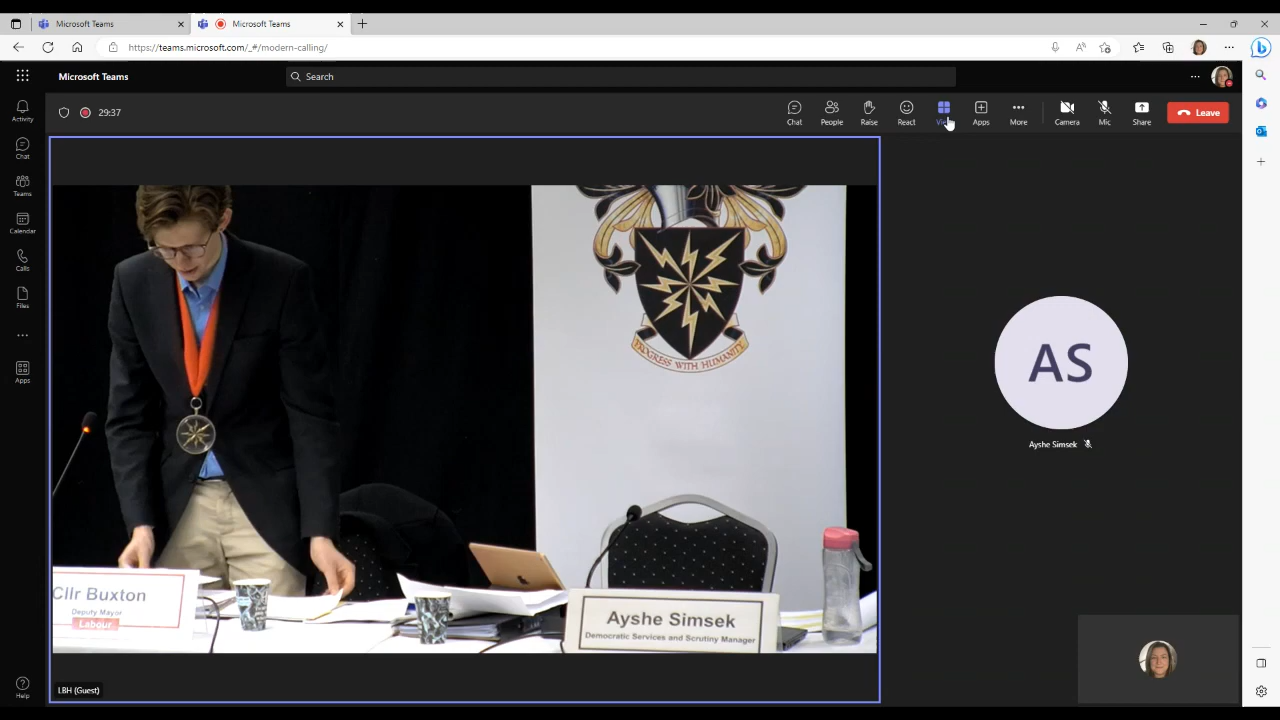 Microsoft Teams
Microsoft Teams
https://teams.microsoft.com/_#/modern-calling/
Microsoft Teams
Search
29:37
Chat
People
Raise
React
View
Apps
More
Camera
Mic
Share
Leave
Activity
Chat
Teams
Calendar
Calls
Files
Apps
Help
PROGRESS WITH HUMANITY
Cllr Buxton
Deputy Mayor
Labour
Ayshe Simsek
Democratic Services and Scrutiny Manager
LBH (Guest)
AS
Ayshe Simsek